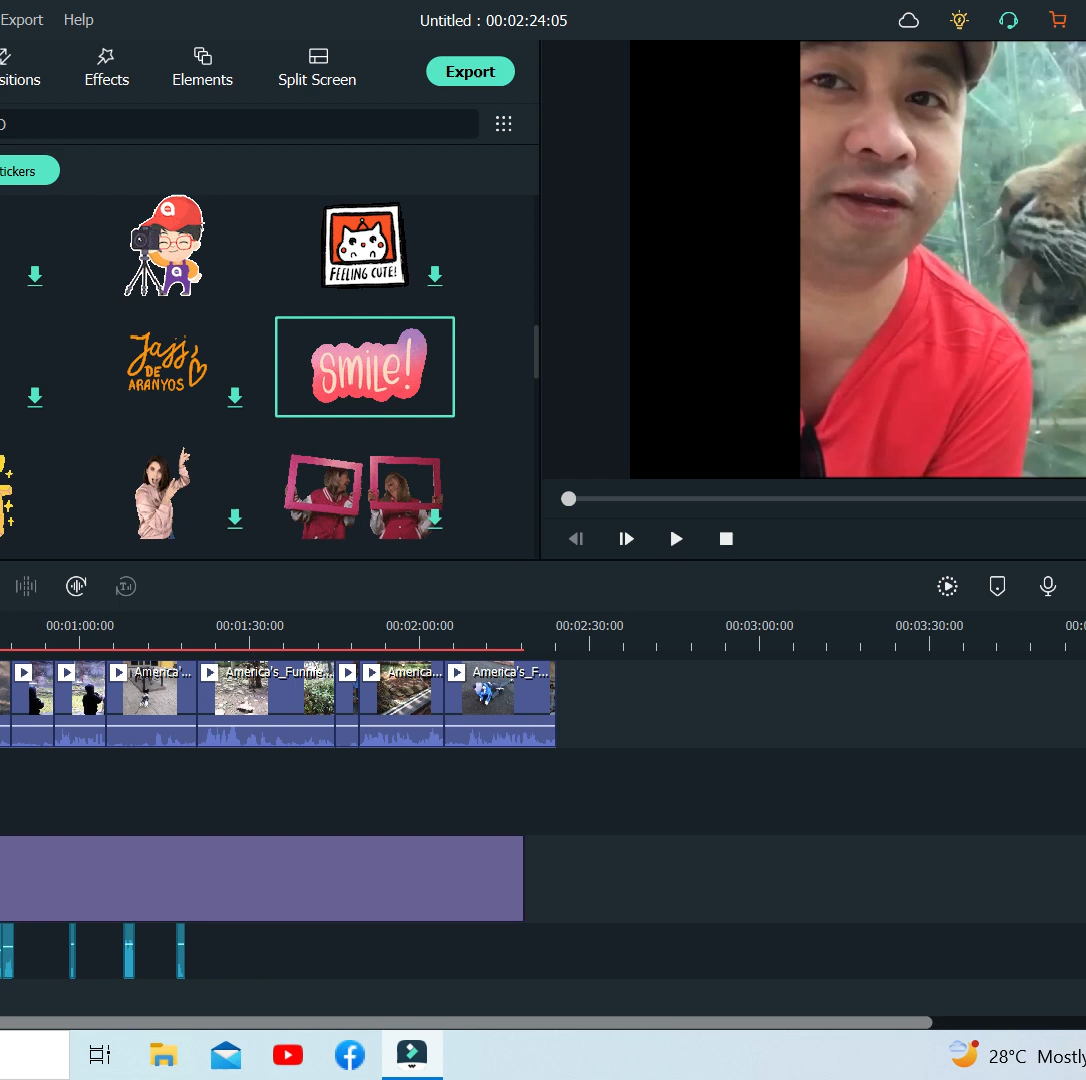 Export Help Untitled : 00:02:24:05
sitions Effects Elements Split Screen Export
tickers
FEELING CUTE!
Jajj,
DE
ARANYOS
SMiLE!
00:01:00:00 00:01:30:00 00:02:00:00 00:02:30:00 00:03:00:00 00:03:30:00 00:0
America'... America's_Funnie... America... America's_F...
28°C Mostly